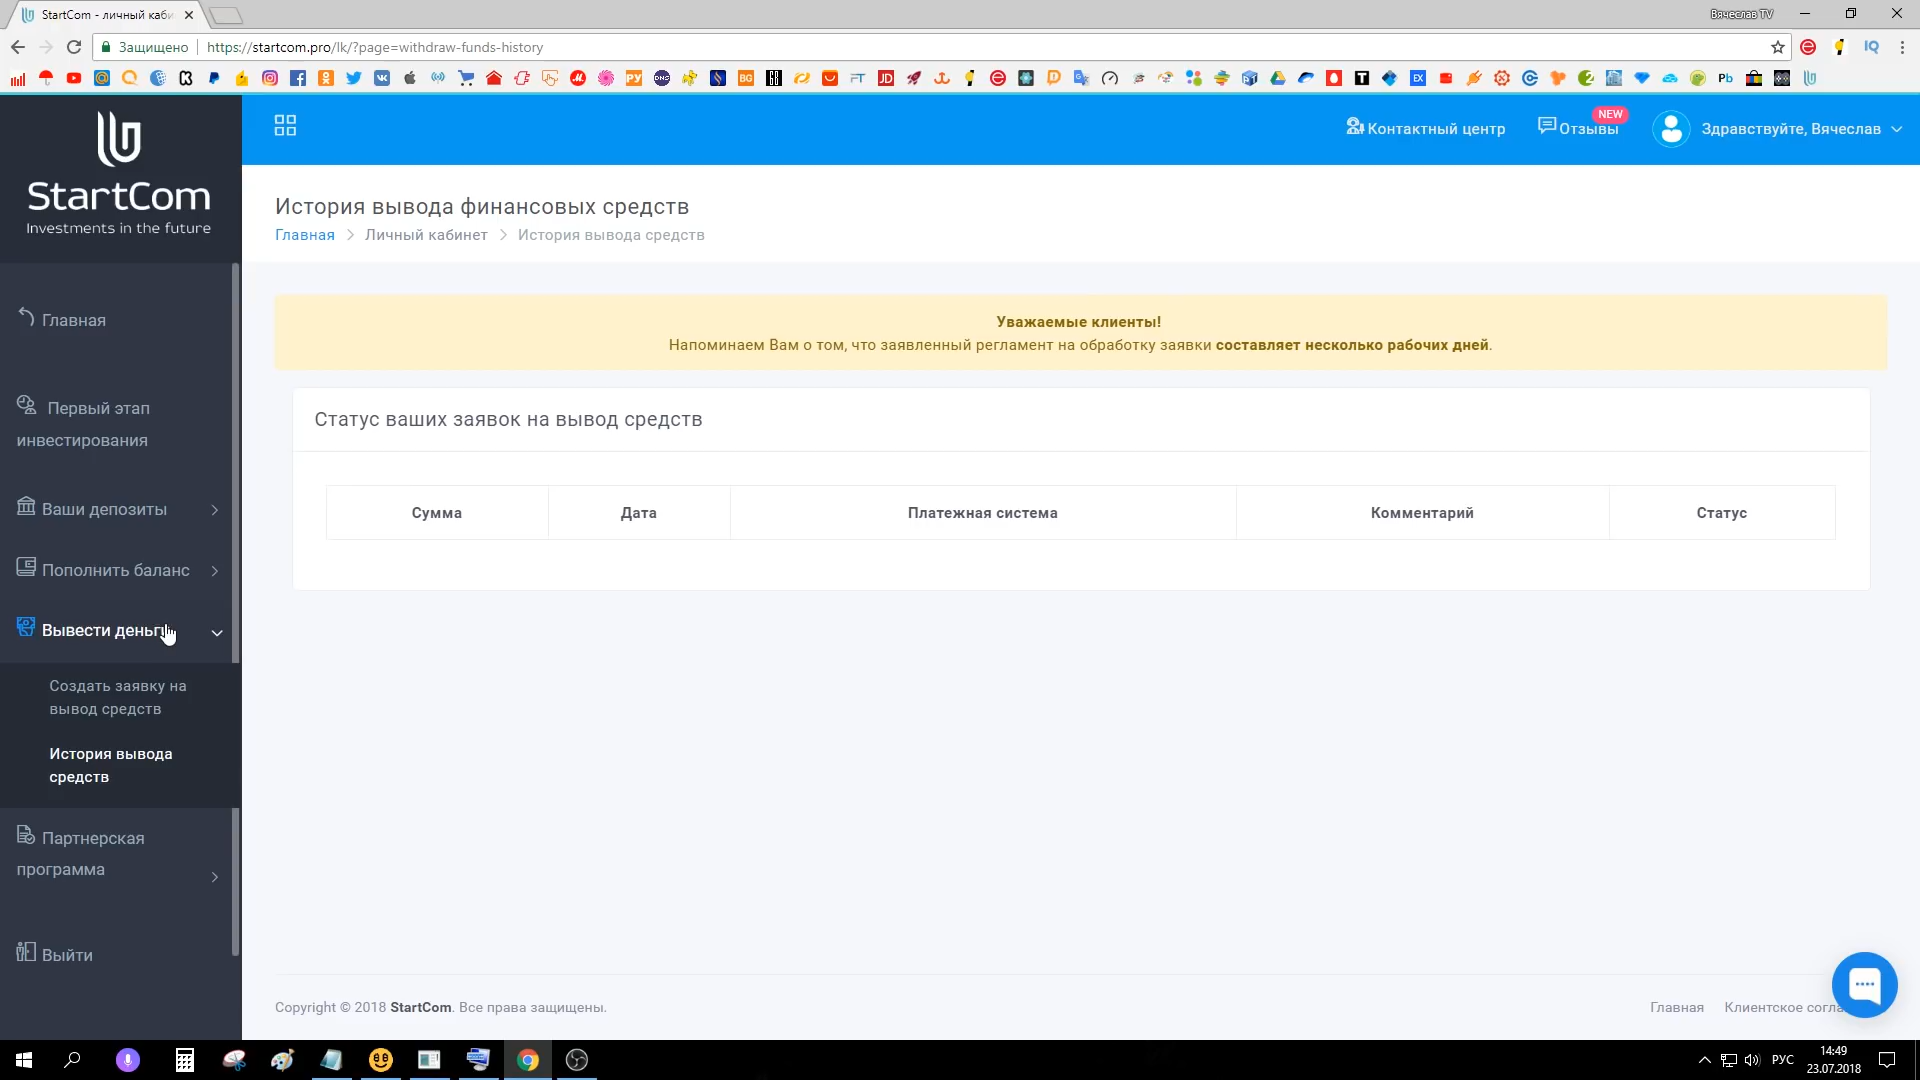 StartCom - личный каби
Вячеслав TV
Защищено
https://startcom.pro/lk/?page=withdraw-funds-history
IQ
StartCom
Investments in the future
Контактный центр
Отзывы
NEW
Здравствуйте, Вячеслав
История вывода финансовых средств
Главная > Личный кабинет > История вывода средств
Уважаемые клиенты!
Напоминаем Вам о том, что заявленный регламент на обработку заявки составляет несколько рабочих дней.
Статус ваших заявок на вывод средств
Сумма
Дата
Платежная система
Комментарий
Статус
Главная
Первый этап
инвестирования
Ваши депозиты
Пополнить баланс
Вывести деньги
Создать заявку на
вывод средств
История вывода
средств
Партнерская
программа
Выйти
Copyright © 2018 StartCom. Все права защищены.
Главная
Клиентское согла
РУС
14:49
23.07.2018